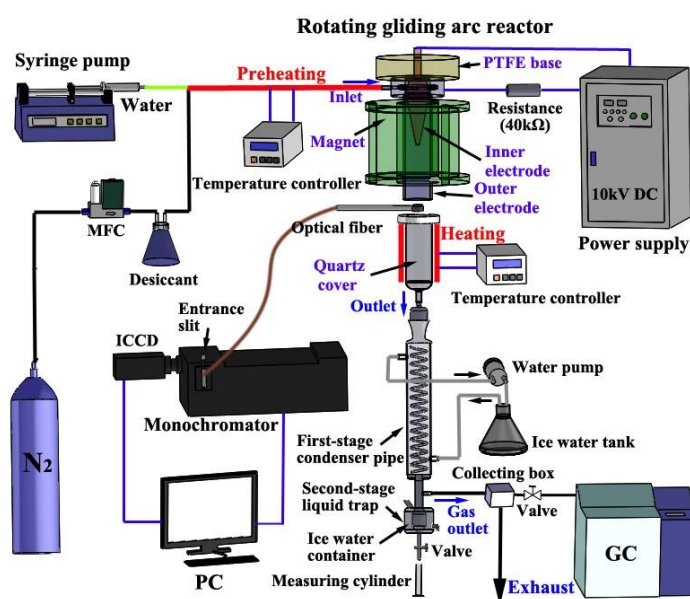 Rotating gliding arc reactor
Syringe pump
Water
Preheating
Inlet
PTFE base
Resistance
(40kΩ)
Magnet
Inner
electrode
Outer
electrode
10kV DC
Power supply
Temperature controller
MFC
Desiccant
Optical fiber
Heating
Quartz
cover
Temperature controller
Outlet
Entrance
slit
ICCD
Monochromator
N2
PC
Water pump
Ice water tank
First-stage
condenser pipe
Collecting box
Second-stage
liquid trap
Gas
outlet
Valve
Ice water
container
Valve
GC
Measuring cylinder
Exhaust